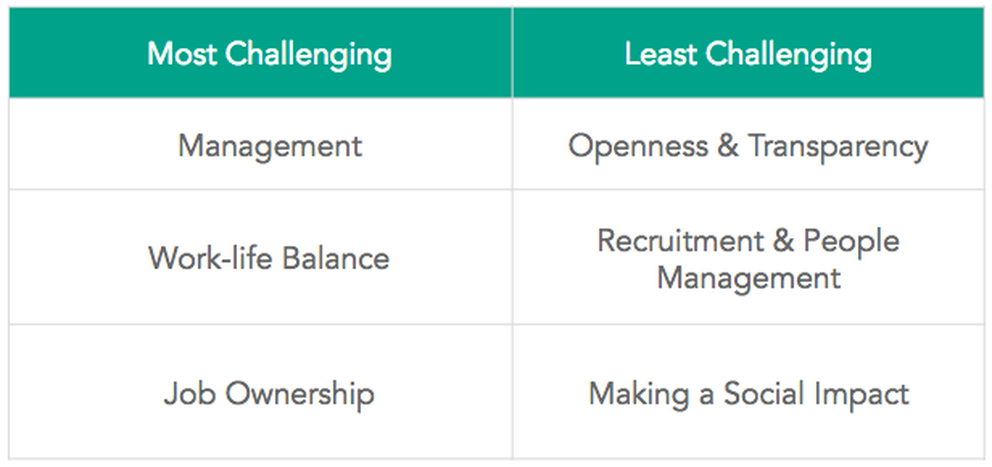 Most Challenging
Least Challenging
Management
Openness & Transparency
Work-life Balance
Recruitment & People
Management
Job Ownership
Making a Social Impact